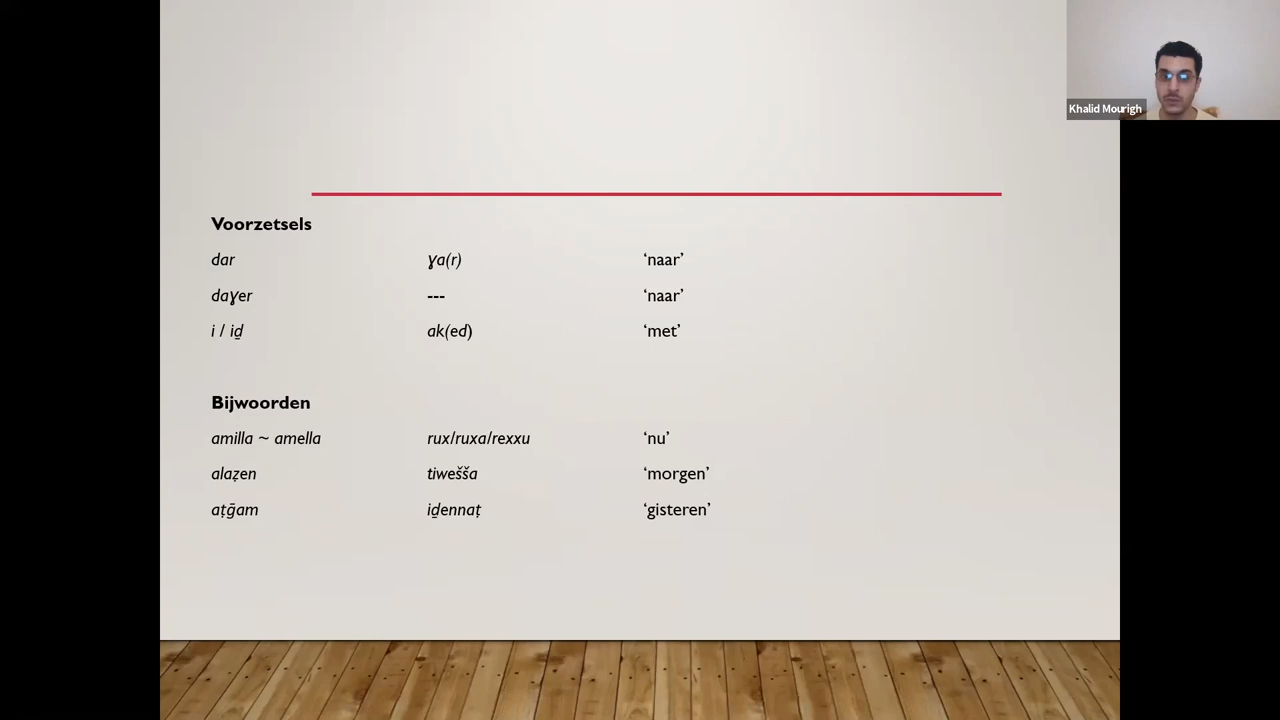 Khalid Mourigh
Voorzetsels
dar ɣa(r) ‘naar’
daɣer --- ‘naar’
i / iḏ ak(ed) ‘met’
Bijwoorden
amilla ~ amella rux/ruxa/rexxu ‘nu’
alaẓen tiwešša ‘morgen’
aṭḡam iḏennaṭ ‘gisteren’